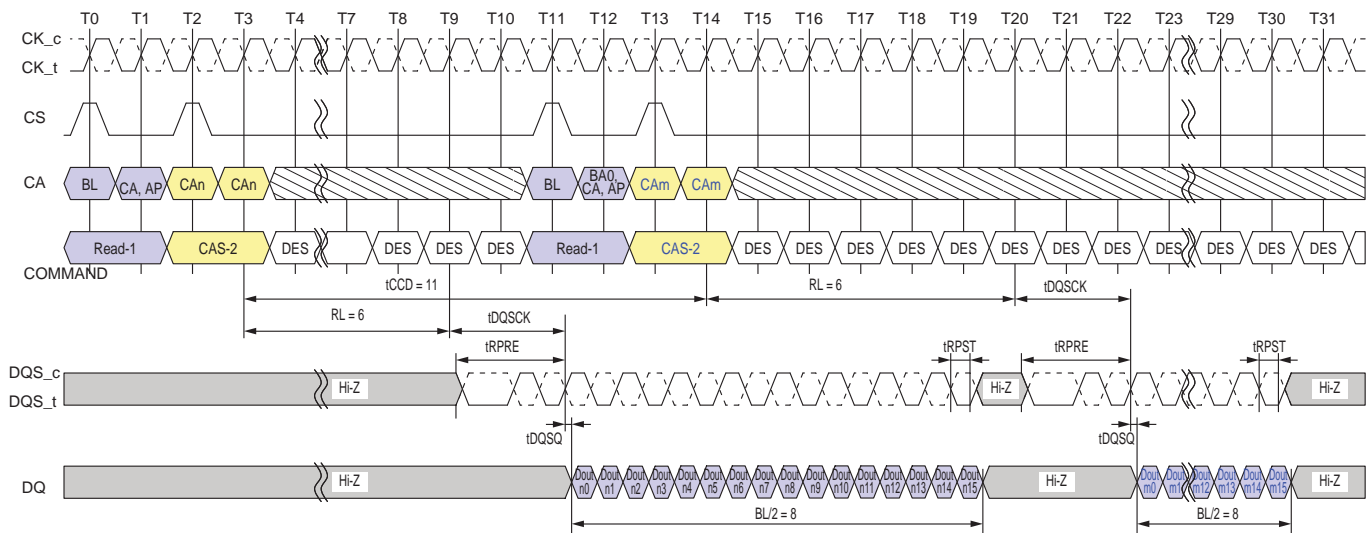 T0 T1 T2 T3 T4 T7 T8 T9 T10 T11 T12 T13 T14 T15 T16 T17 T18 T19 T20 T21 T22 T23 T29 T30 T31
CK_c
CK_t
CS
CA BL CA, AP CAn CAn BL BA0, CA, AP CAm CAm
Read-1 CAS-2 DES DES DES DES Read-1 CAS-2 DES DES DES DES DES DES DES DES DES DES DES DES
COMMAND
tCCD = 11 RL = 6 tDQSCK
RL = 6 tDQSCK
tRPRE tRPST tRPRE tRPST
DQS_c
DQS_t
Hi-Z Hi-Z Hi-Z
tDQSQ tDQSQ
DQ Hi-Z Dout n0 Dout n1 Dout n2 Dout n3 Dout n4 Dout n5 Dout n6 Dout n7 Dout n8 Dout n9 Dout n10 Dout n11 Dout n12 Dout n13 Dout n14 Dout n15 Hi-Z Dout m0 Dout m1 Dout m12 Dout m13 Dout m14 Dout m15 Hi-Z
BL/2 = 8 BL/2 = 8